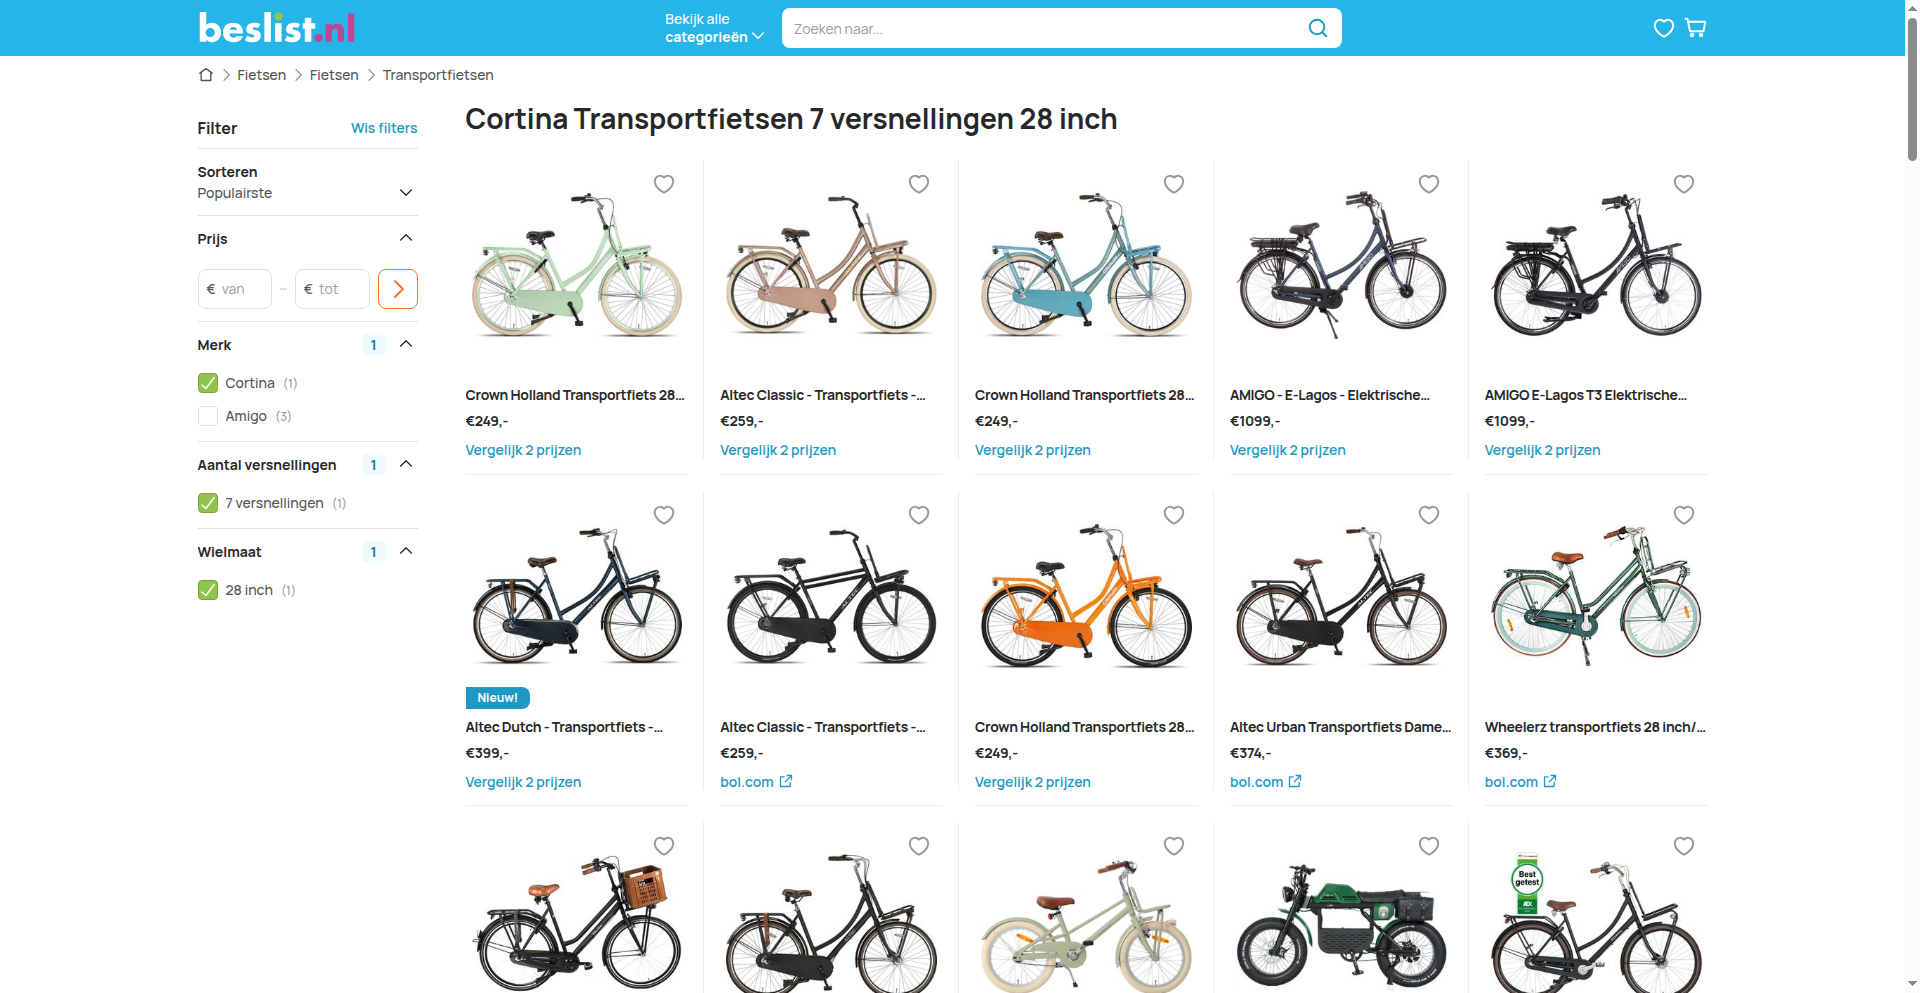 beslist.nl
Bekijk alle
categorieën
Zoeken naar...
Fietsen
Fietsen
Transportfietsen
Filter
Wis filters
Sorteren
Populairste
Prijs
€ van
–
€ tot
Merk
1
Cortina (1)
Amigo (3)
Aantal versnellingen
1
7 versnellingen (1)
Wielmaat
1
28 inch (1)
Cortina Transportfietsen 7 versnellingen 28 inch
Crown Holland Transportfiets 28...
€249,-
Vergelijk 2 prijzen
Altec Classic - Transportfiets -...
€259,-
Vergelijk 2 prijzen
Crown Holland Transportfiets 28...
€249,-
Vergelijk 2 prijzen
AMIGO - E-Lagos - Elektrische...
€1099,-
Vergelijk 2 prijzen
AMIGO E-Lagos T3 Elektrische...
€1099,-
Vergelijk 2 prijzen
Nieuw!
Altec Dutch - Transportfiets -...
€399,-
Vergelijk 2 prijzen
Altec Classic - Transportfiets -...
€259,-
bol.com
Crown Holland Transportfiets 28...
€249,-
Vergelijk 2 prijzen
Altec Urban Transportfiets Dame...
€374,-
bol.com
Wheelerz transportfiets 28 inch/...
€369,-
bol.com
Best
getest